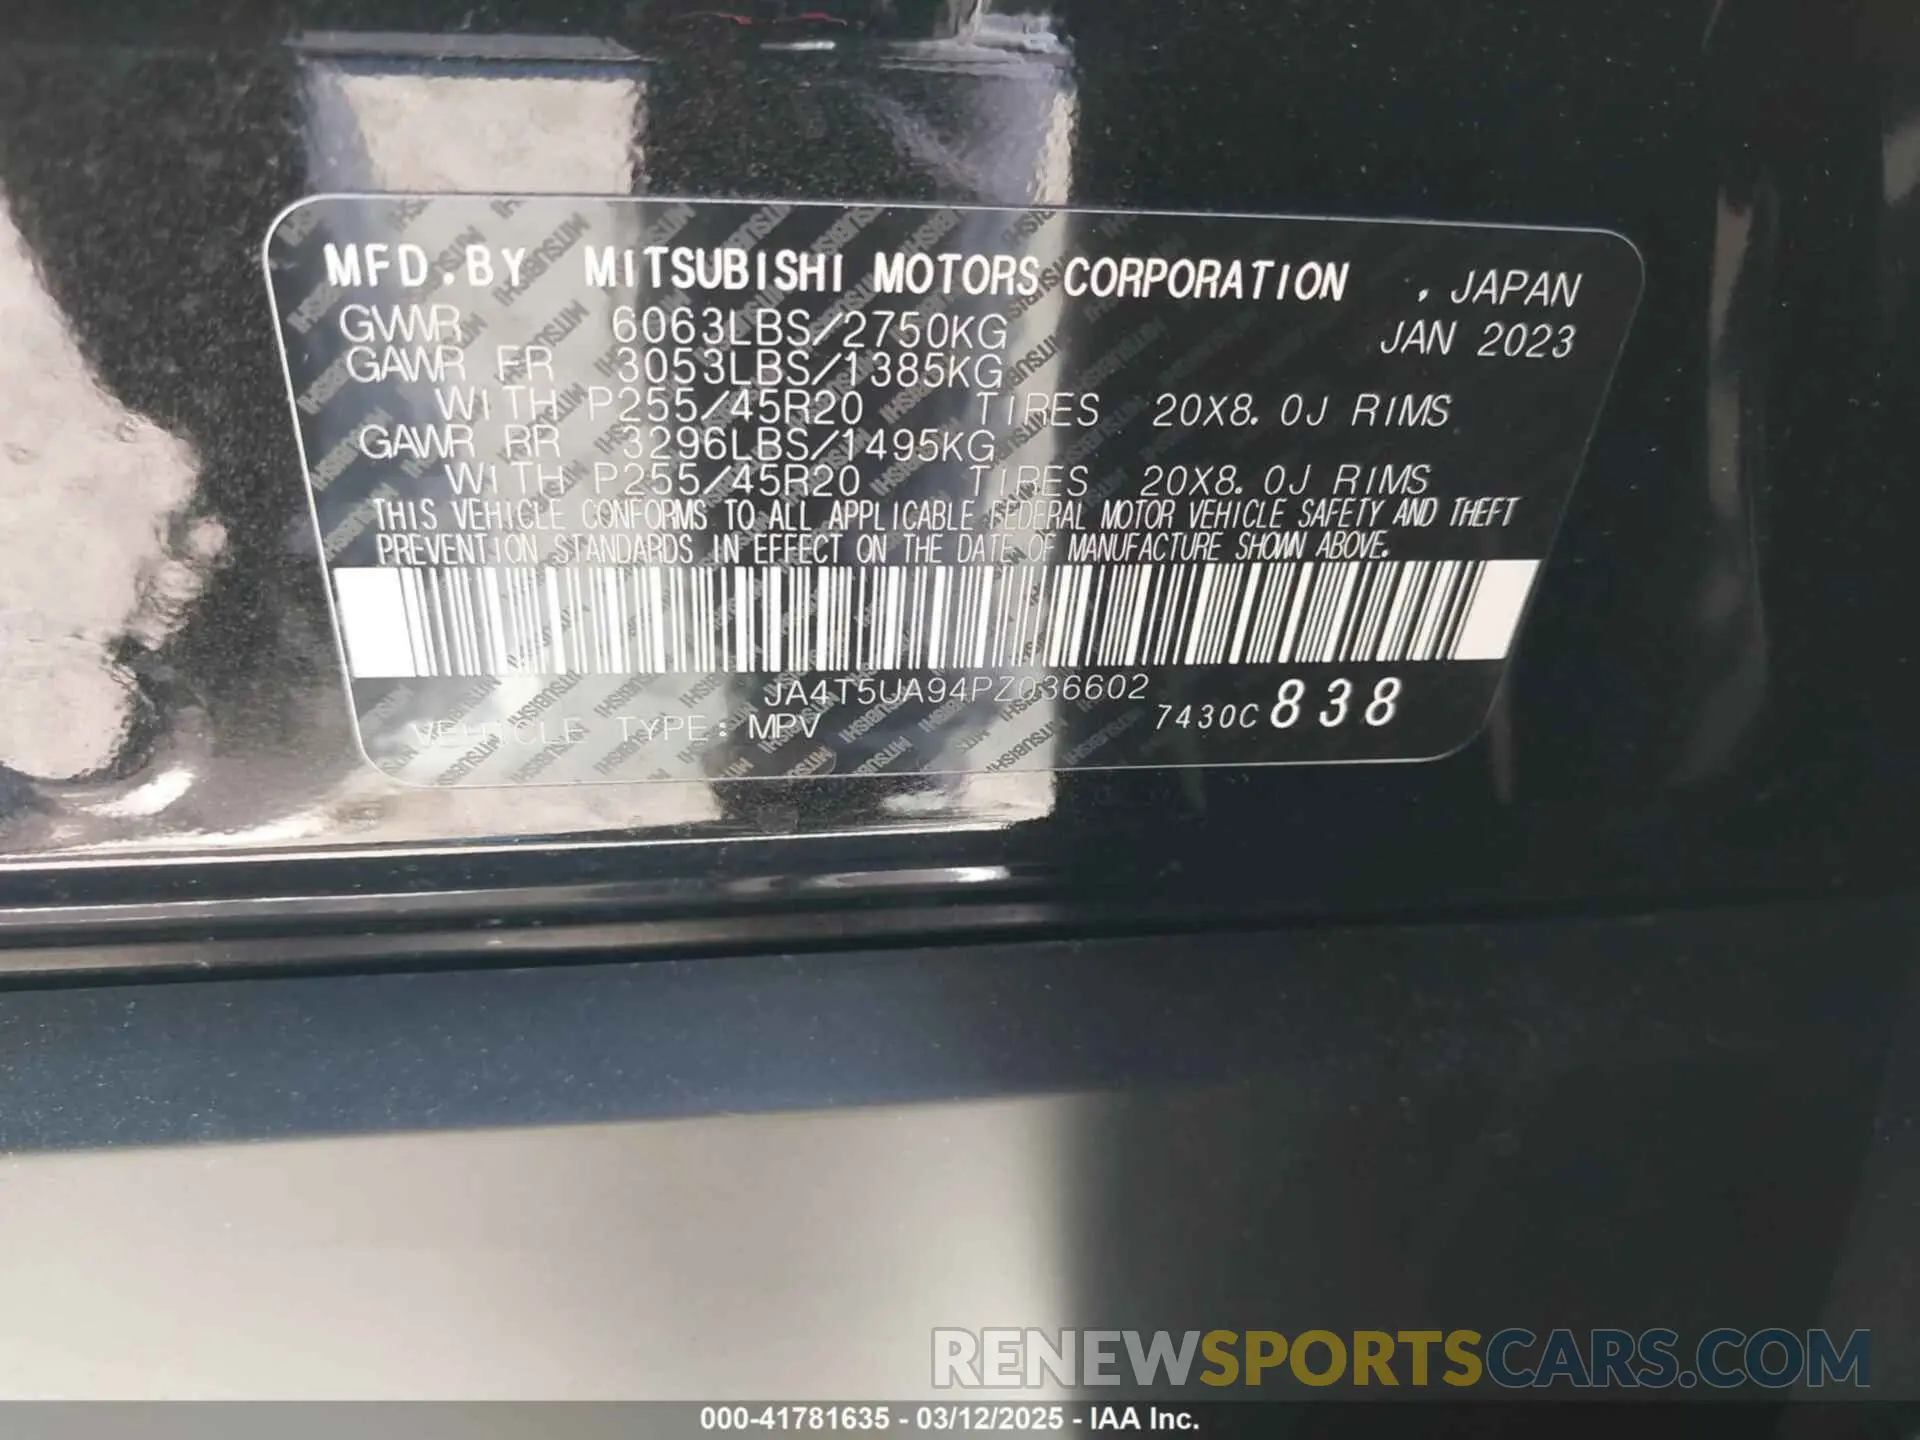 MFD.BY MITSUBISHI MOTORS CORPORATION , JAPAN
GVWR 6063LBS/2750KG JAN 2023
GAWR FR 3053LBS/1385KG
WITH P255/45R20 TIRES 20X8.0J RIMS
GAWR RR 3296LBS/1495KG
WITH P255/45R20 TIRES 20X8.0J RIMS
THIS VEHICLE CONFORMS TO ALL APPLICABLE FEDERAL MOTOR VEHICLE SAFETY AND THEFT
PREVENTION STANDARDS IN EFFECT ON THE DATE OF MANUFACTURE SHOWN ABOVE.
JA4T5UA94PZ036602
VEHICLE TYPE: MPV 7430C 838
RENEWSPORTSCARS.COM
000-41781635 - 03/12/2025 - IAA Inc.